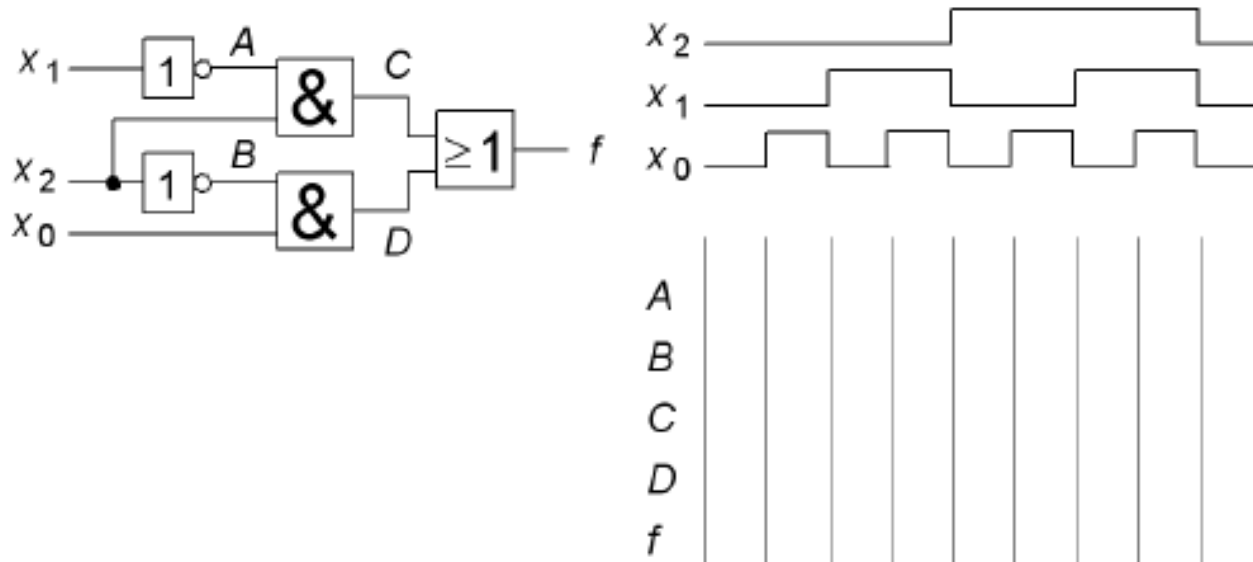 A
x₁ 1 & C
≥1 f
x₂ 1 B
x₀ & D
x₂
x₁
x₀
A
B
C
D
f